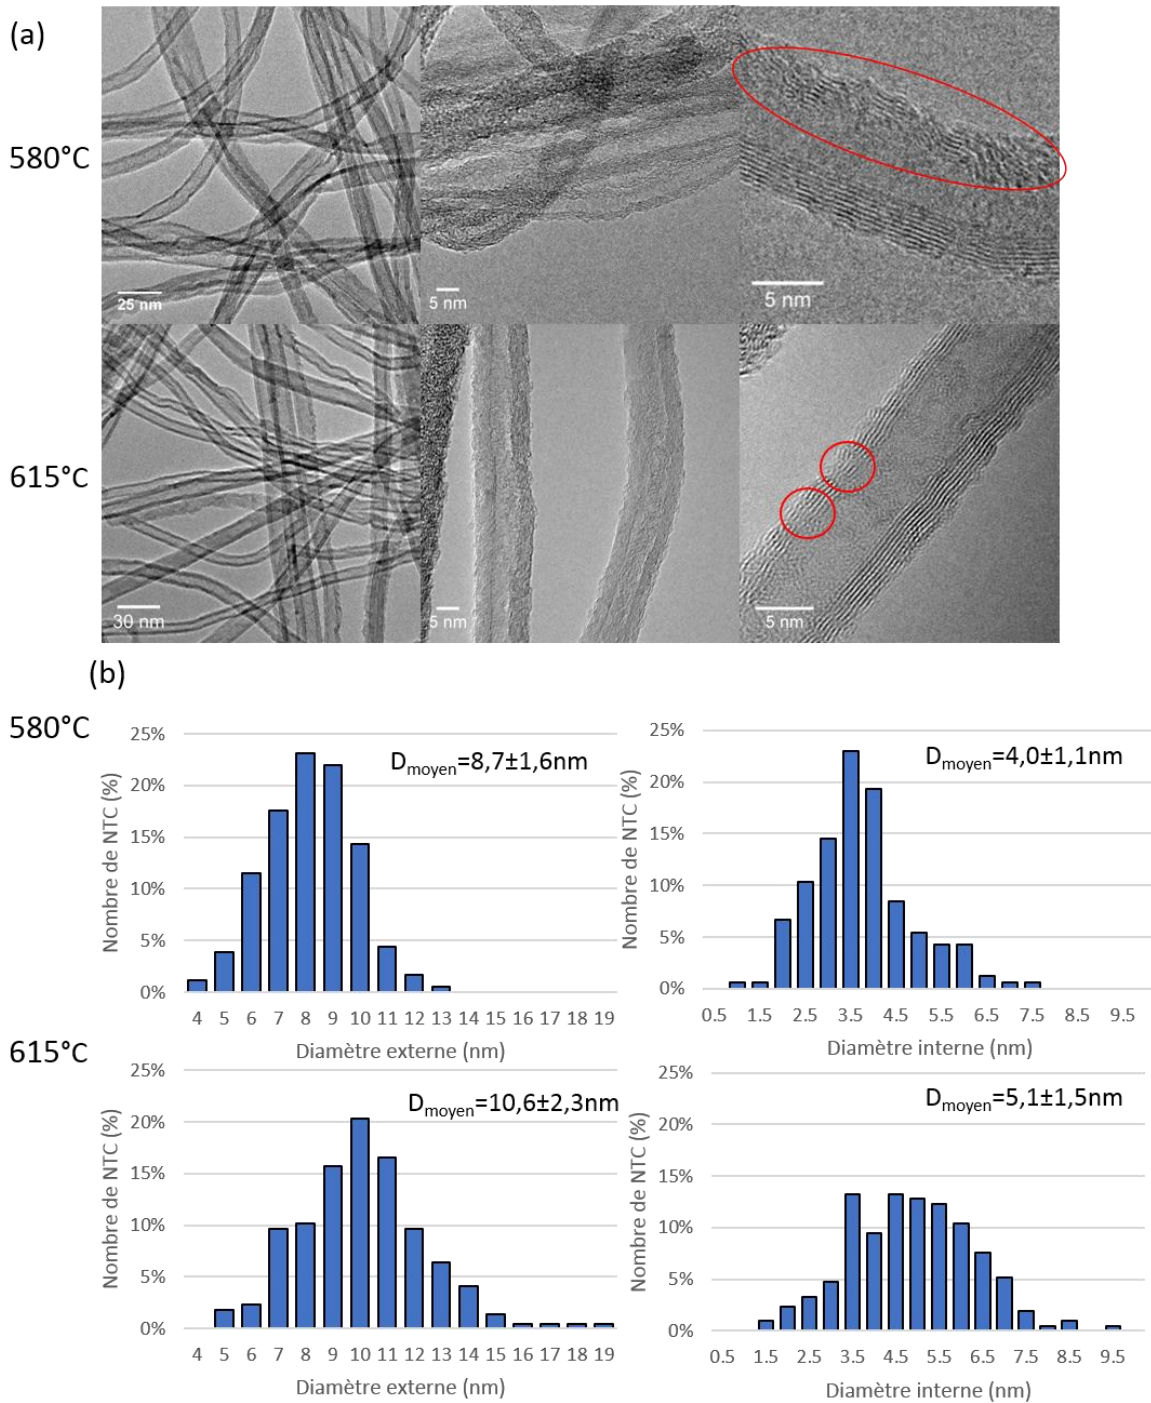 (a)
580°C
25 nm
5 nm
5 nm
615°C
30 nm
5 nm
5 nm
(b)
580°C
D moyen=8,7±1,6nm
25%
20%
15%
10%
5%
0%
Nombre de NTC (%)
4 5 6 7 8 9 10 11 12 13 14 15 16 17 18 19
Diamètre externe (nm)
D moyen=4,0±1,1nm
25%
20%
15%
10%
5%
0%
Nombre de NTC (%)
0.5 1.5 2.5 3.5 4.5 5.5 6.5 7.5 8.5 9.5
Diamètre interne (nm)
615°C
D moyen=10,6±2,3nm
25%
20%
15%
10%
5%
0%
Nombre de NTC (%)
4 5 6 7 8 9 10 11 12 13 14 15 16 17 18 19
Diamètre externe (nm)
D moyen=5,1±1,5nm
25%
20%
15%
10%
5%
0%
Nombre de NTC (%)
0.5 1.5 2.5 3.5 4.5 5.5 6.5 7.5 8.5 9.5
Diamètre interne (nm)